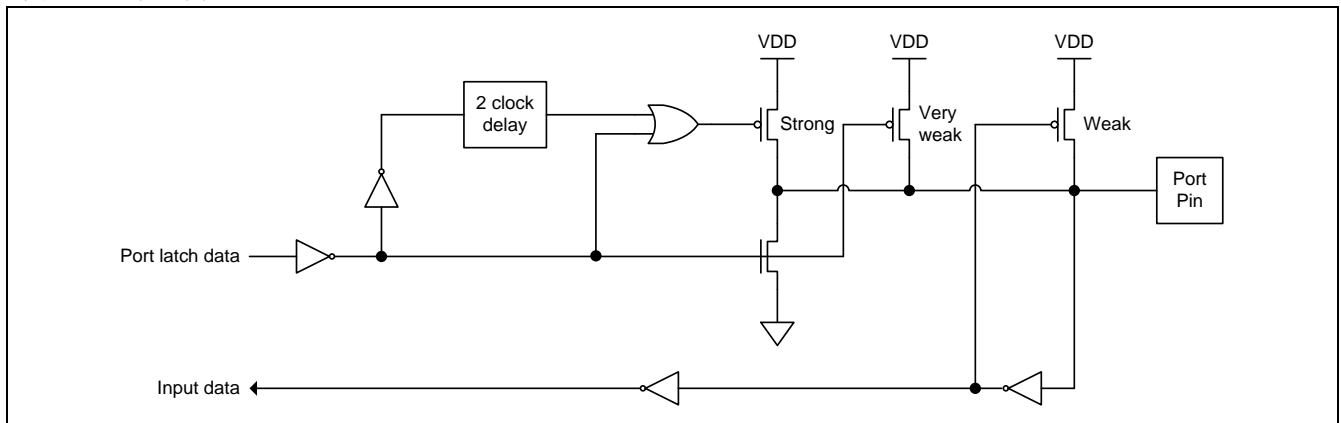 VDD
VDD
VDD
2 clock
delay
Strong
Very
weak
Weak
Port
Pin
Port latch data
Input data